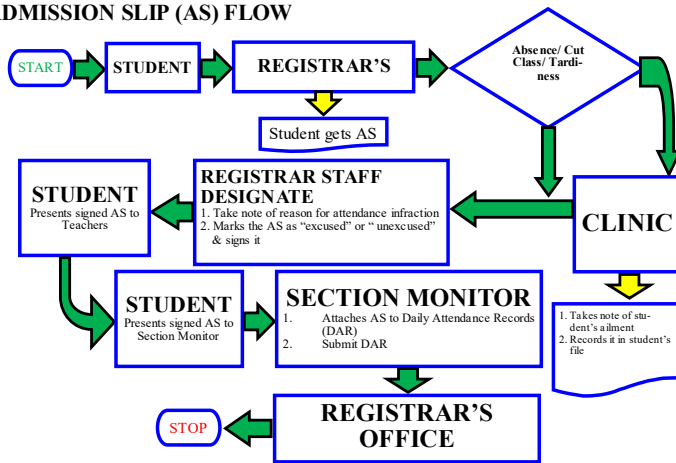 DMISSION SLIP (AS) FLOW
START
STUDENT
REGISTRAR'S
Absence/ Cut
Class/ Tardi-
ness
Student gets AS
STUDENT
Presents signed AS to
Teachers
REGISTRAR STAFF
DESIGNATE
1. Take note of reason for attendance infraction
2. Marks the AS as “excused” or “ unexcused”
& signs it
CLINIC
STUDENT
Presents signed AS to
Section Monitor
SECTION MONITOR
1. Attaches AS to Daily Attendance Records
(DAR)
2. Submit DAR
1. Takes note of stu-
dent's ailment
2. Records it in student's
file
STOP
REGISTRAR'S
OFFICE